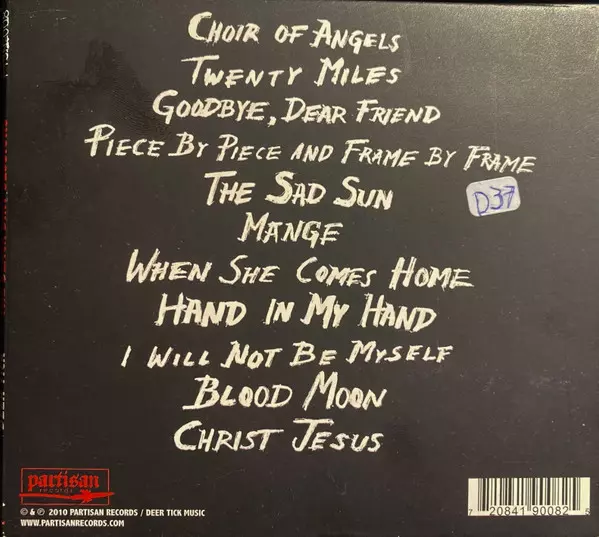 CHOIR OF ANGELS
TWENTY MILES
GOODBYE, DEAR FRIEND
PIECE BY PIECE AND FRAME BY FRAME
THE SAD SUN
D37
MANGE
WHEN SHE COMES HOME
HAND IN MY HAND
I WILL NOT BE MYSELF
BLOOD MOON
CHRIST JESUS
partisan
records
© & ℗ 2010 PARTISAN RECORDS / DEER TICK MUSIC
WWW.PARTISANRECORDS.COM
7 20841 90082 8